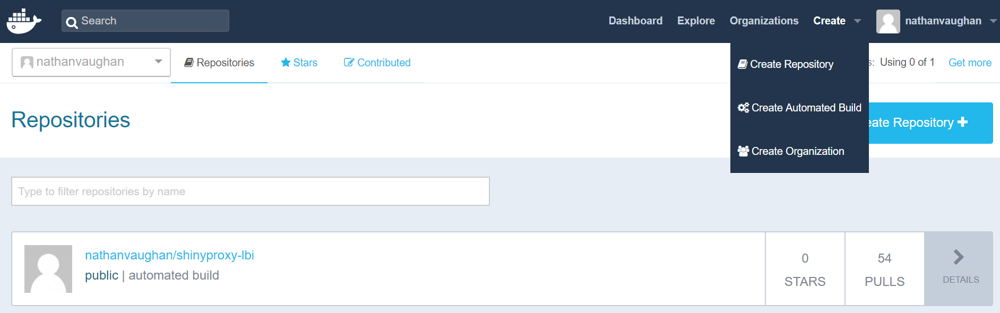 Search
Dashboard Explore Organizations Create nathanvaughan
nathanvaughan Repositories Stars Contributed
s: Using 0 of 1 Get more
Create Repository
Create Automated Build
Create Organization
Repositories
eate Repository
Type to filter repositories by name
nathanvaughan/shinyproxy-lbi
public | automated build
0
STARS
54
PULLS
DETAILS